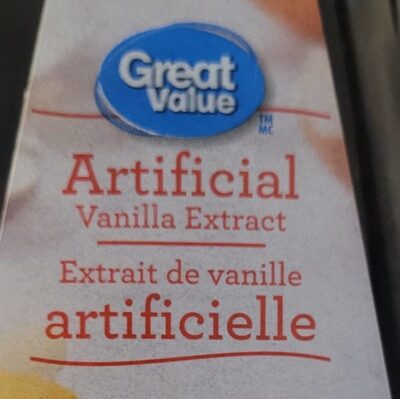 Great
Value
TM
MC
Artificial
Vanilla Extract
Extrait de vanille
artificielle